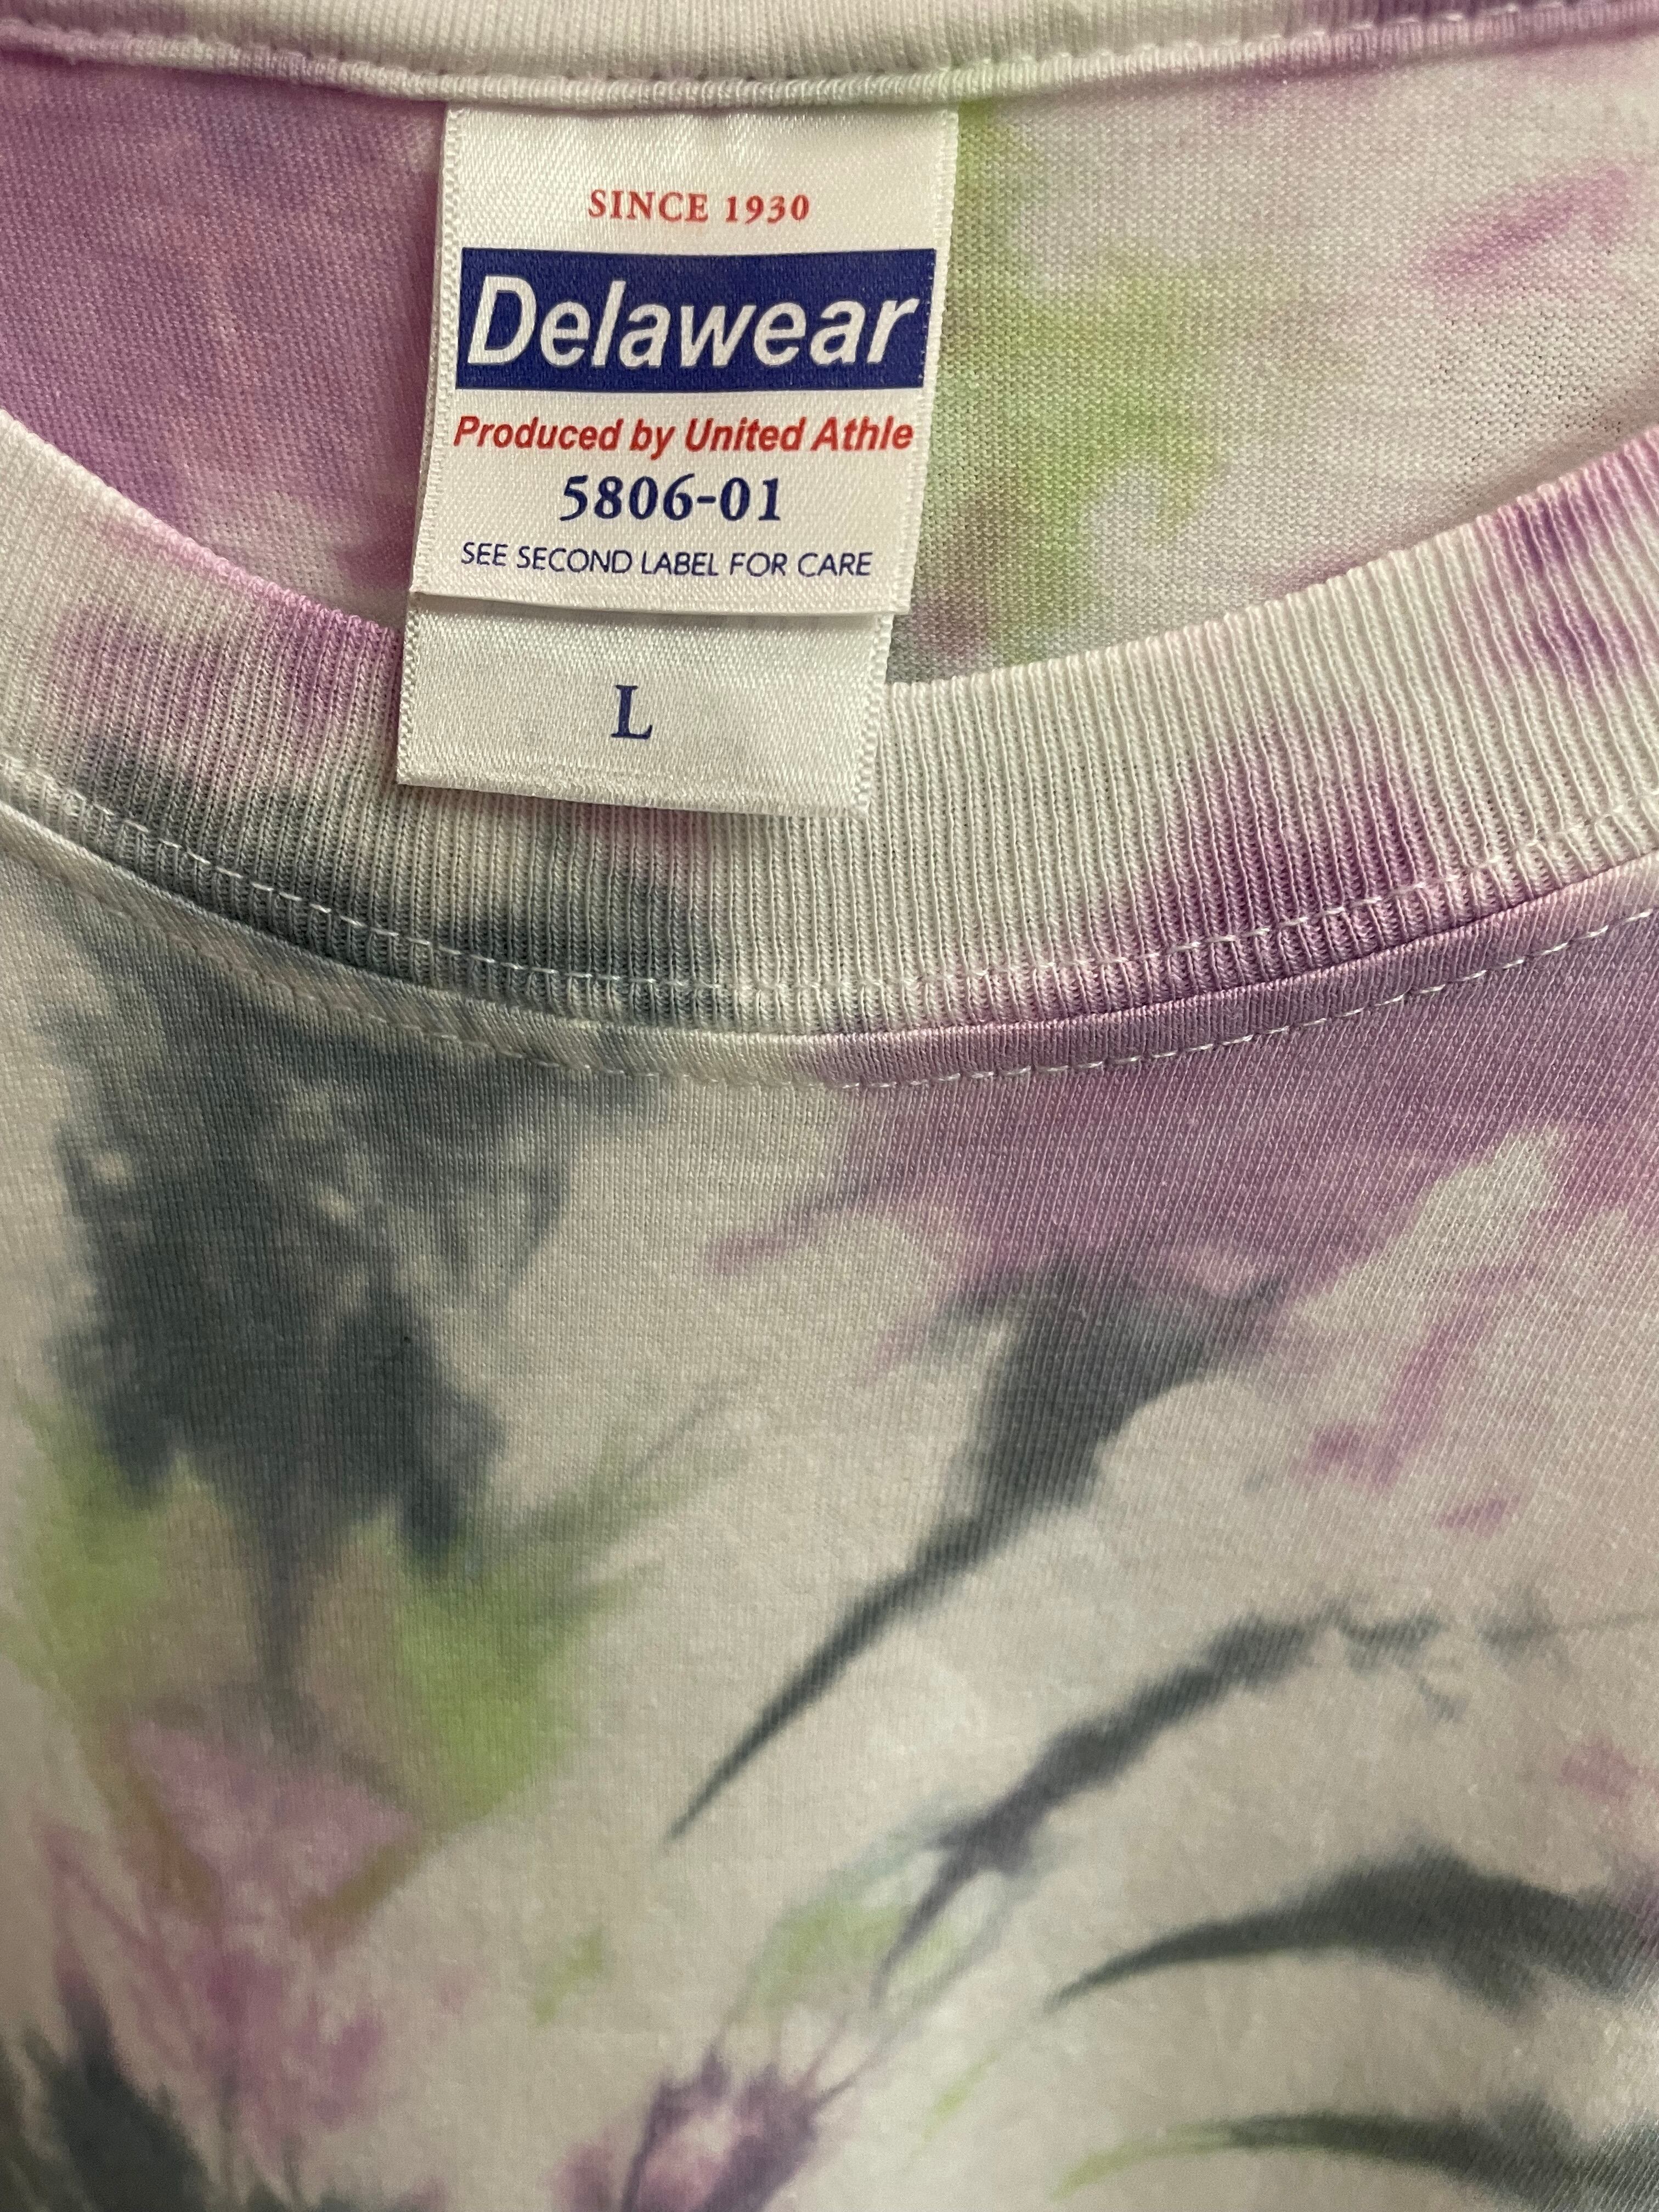 SINCE 1930
Delawear
Produced by United Athle
5806-01
SEE SECOND LABEL FOR CARE
L